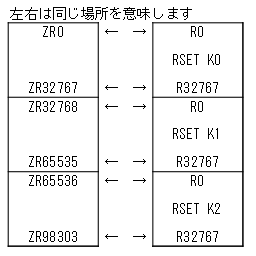 左右は同じ場所を意味します
ZR0 ← → R0
RSET K0
ZR32767 ← → R32767
ZR32768 ← → R0
RSET K1
ZR65535 ← → R32767
ZR65536 ← → R0
RSET K2
ZR98303 ← → R32767